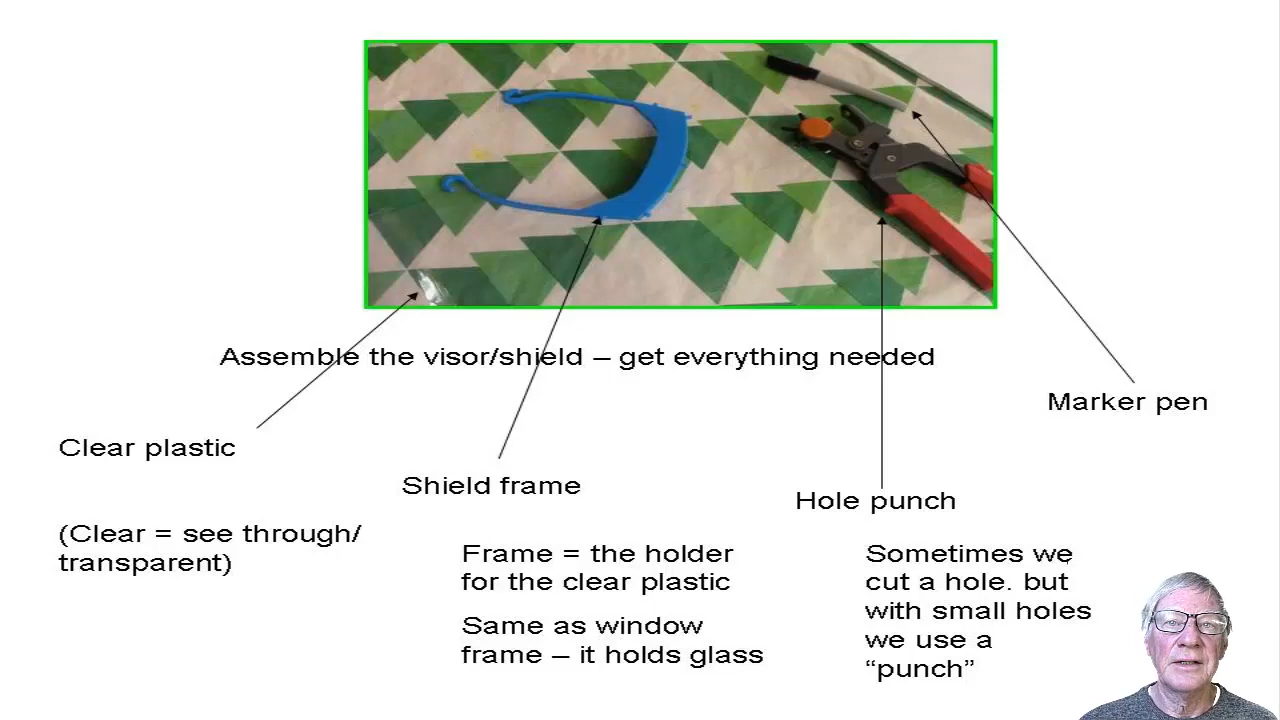 Assemble the visor/shield – get everything needed
Marker pen
Clear plastic
Shield frame
Hole punch
(Clear = see through/
transparent)
Frame = the holder
for the clear plastic
Same as window
frame – it holds glass
Sometimes we
cut a hole. but
with small holes
we use a
“punch”